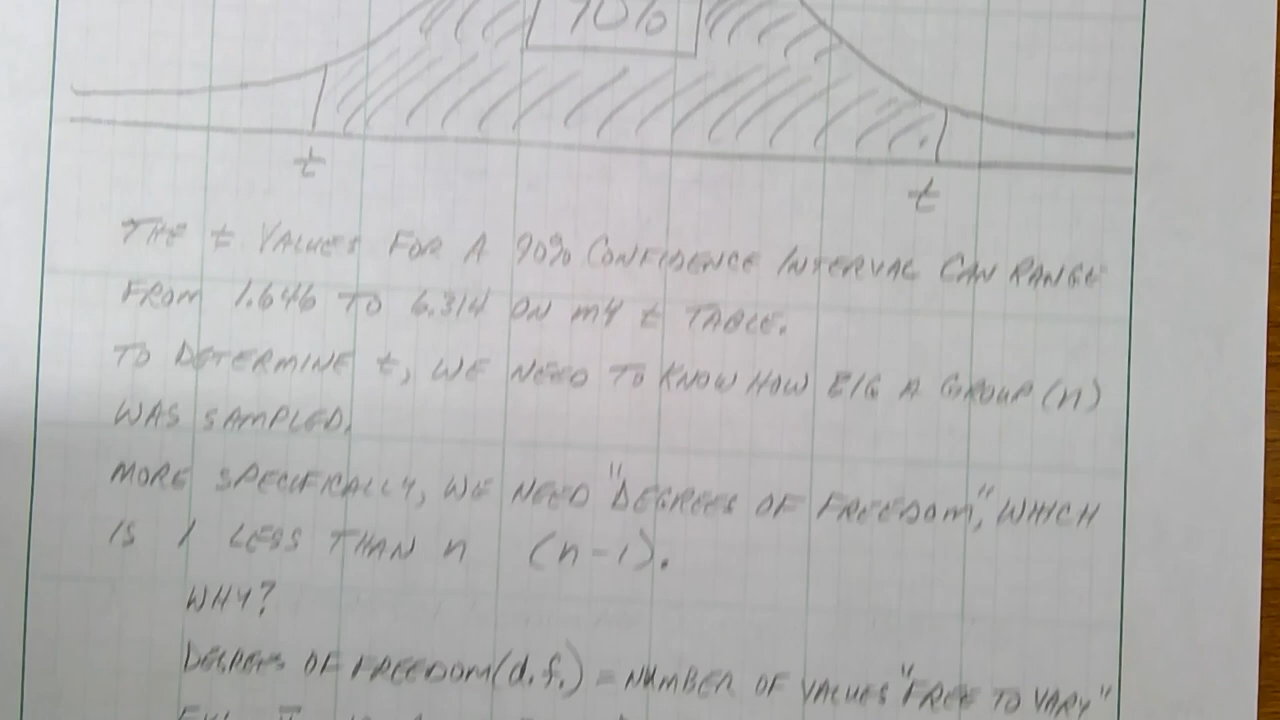 90%
t
t
THE t VALUES FOR A 90% CONFIDENCE INTERVAL CAN RANGE
FROM 1.646 TO 6.314 ON MY t TABLE.
TO DETERMINE t, WE NEED TO KNOW HOW BIG A GROUP (n)
WAS SAMPLED.
MORE SPECIFICALLY, WE NEED "DEGREES OF FREEDOM", WHICH
IS 1 LESS THAN n (n-1).
WHY?
DEGREES OF FREEDOM (d.f.) = NUMBER OF VALUES "FREE TO VARY"